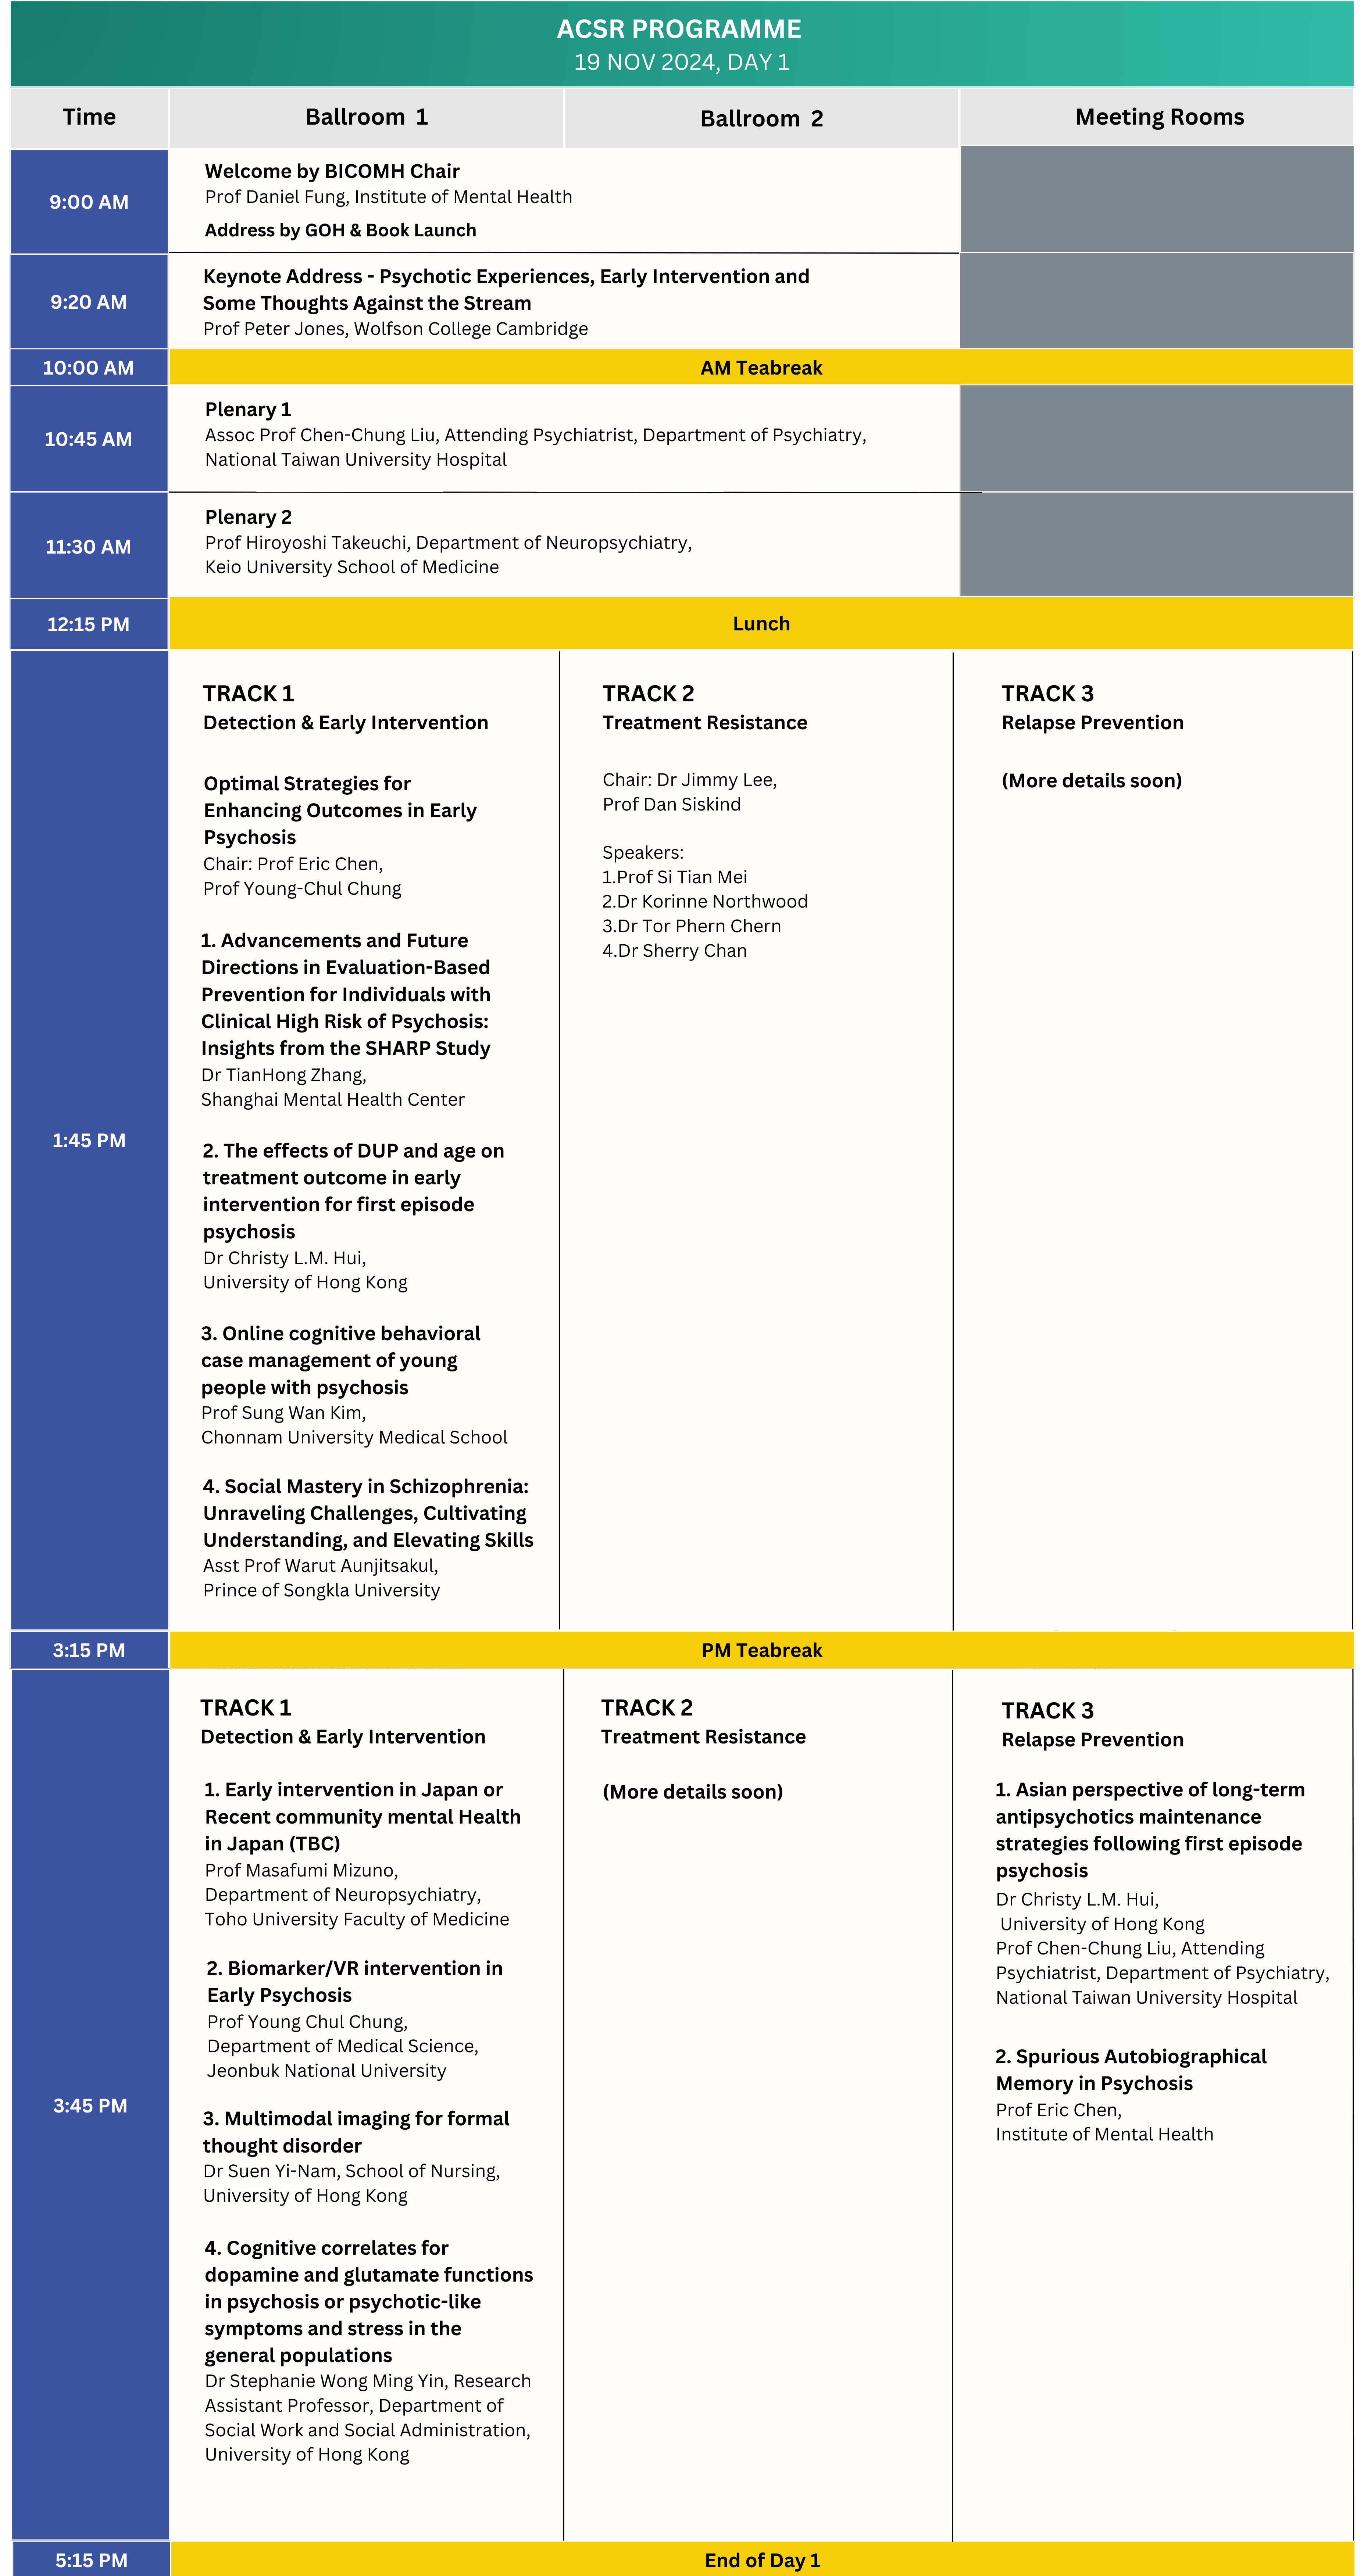 ACSR PROGRAMME
19 NOV 2024, DAY 1
Time
Ballroom 1
Ballroom 2
Meeting Rooms
9:00 AM
Welcome by BICOMH Chair
Prof Daniel Fung, Institute of Mental Health
Address by GOH & Book Launch
9:20 AM
Keynote Address - Psychotic Experiences, Early Intervention and
Some Thoughts Against the Stream
Prof Peter Jones, Wolfson College Cambridge
10:00 AM
AM Teabreak
10:45 AM
Plenary 1
Assoc Prof Chen-Chung Liu, Attending Psychiatrist, Department of Psychiatry,
National Taiwan University Hospital
11:30 AM
Plenary 2
Prof Hiroyoshi Takeuchi, Department of Neuropsychiatry,
Keio University School of Medicine
12:15 PM
Lunch
1:45 PM
TRACK 1
Detection & Early Intervention
Optimal Strategies for
Enhancing Outcomes in Early
Psychosis
Chair: Prof Eric Chen,
Prof Young-Chul Chung
1. Advancements and Future
Directions in Evaluation-Based
Prevention for Individuals with
Clinical High Risk of Psychosis:
Insights from the SHARP Study
Dr TianHong Zhang,
Shanghai Mental Health Center
2. The effects of DUP and age on
treatment outcome in early
intervention for first episode
psychosis
Dr Christy L.M. Hui,
University of Hong Kong
3. Online cognitive behavioral
case management of young
people with psychosis
Prof Sung Wan Kim,
Chonnam University Medical School
4. Social Mastery in Schizophrenia:
Unraveling Challenges, Cultivating
Understanding, and Elevating Skills
Asst Prof Warut Aunjitsakul,
Prince of Songkla University
TRACK 2
Treatment Resistance
Chair: Dr Jimmy Lee,
Prof Dan Siskind
Speakers:
1.Prof Si Tian Mei
2.Dr Korinne Northwood
3.Dr Tor Phern Chern
4.Dr Sherry Chan
TRACK 3
Relapse Prevention
(More details soon)
3:15 PM
PM Teabreak
3:45 PM
TRACK 1
Detection & Early Intervention
1. Early intervention in Japan or
Recent community mental Health
in Japan (TBC)
Prof Masafumi Mizuno,
Department of Neuropsychiatry,
Toho University Faculty of Medicine
2. Biomarker/VR intervention in
Early Psychosis
Prof Young Chul Chung,
Department of Medical Science,
Jeonbuk National University
3. Multimodal imaging for formal
thought disorder
Dr Suen Yi-Nam, School of Nursing,
University of Hong Kong
4. Cognitive correlates for
dopamine and glutamate functions
in psychosis or psychotic-like
symptoms and stress in the
general populations
Dr Stephanie Wong Ming Yin, Research
Assistant Professor, Department of
Social Work and Social Administration,
University of Hong Kong
TRACK 2
Treatment Resistance
(More details soon)
TRACK 3
Relapse Prevention
1. Asian perspective of long-term
antipsychotics maintenance
strategies following first episode
psychosis
Dr Christy L.M. Hui,
University of Hong Kong
Prof Chen-Chung Liu, Attending
Psychiatrist, Department of Psychiatry,
National Taiwan University Hospital
2. Spurious Autobiographical
Memory in Psychosis
Prof Eric Chen,
Institute of Mental Health
5:15 PM
End of Day 1